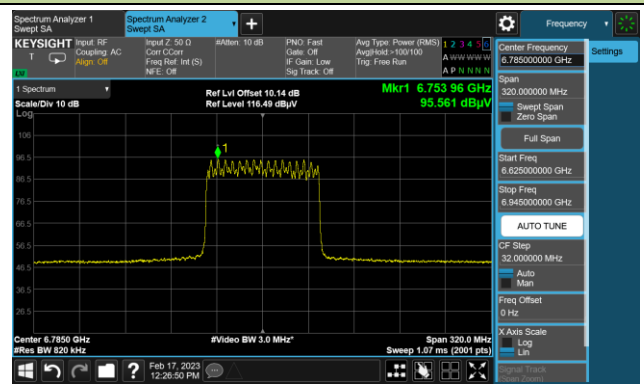 Spectrum Analyzer 1
Swept SA
Spectrum Analyzer 2
Swept SA
Frequency
KEYSIGHT
T
Input: RF
Coupling: AC
Align: Off
Input Z: 50 Ω
Corr CCorr
Freq Ref: Int (S)
NFE: Off
#Atten: 10 dB
PNO: Fast
Gate: Off
IF Gain: Low
Sig Track: Off
Avg Type: Power (RMS)
Avg|Hold:>100/100
Trig: Free Run
1 2 3 4 5 6
A W W W W W
A P N N N N
1 Spectrum
Scale/Div 10 dB
Log
Ref Lvl Offset 10.14 dB
Ref Level 116.49 dBµV
Mkr1 6.753 96 GHz
95.561 dBµV
106
96.5
86.5
76.5
66.5
56.5
46.5
36.5
26.5
1
Center 6.7850 GHz
#Res BW 820 kHz
#Video BW 3.0 MHz*
Span 320.0 MHz
Sweep 1.07 ms (2001 pts)
Feb 17, 2023
12:26:50 PM
Center Frequency
6.785000000 GHz
Settings
Span
320.000000 MHz
Swept Span
Zero Span
Full Span
Start Freq
6.625000000 GHz
Stop Freq
6.945000000 GHz
AUTO TUNE
CF Step
32.000000 MHz
Auto
Man
Freq Offset
0 Hz
X Axis Scale
Log
Lin
Signal Track
(Span Zoom)